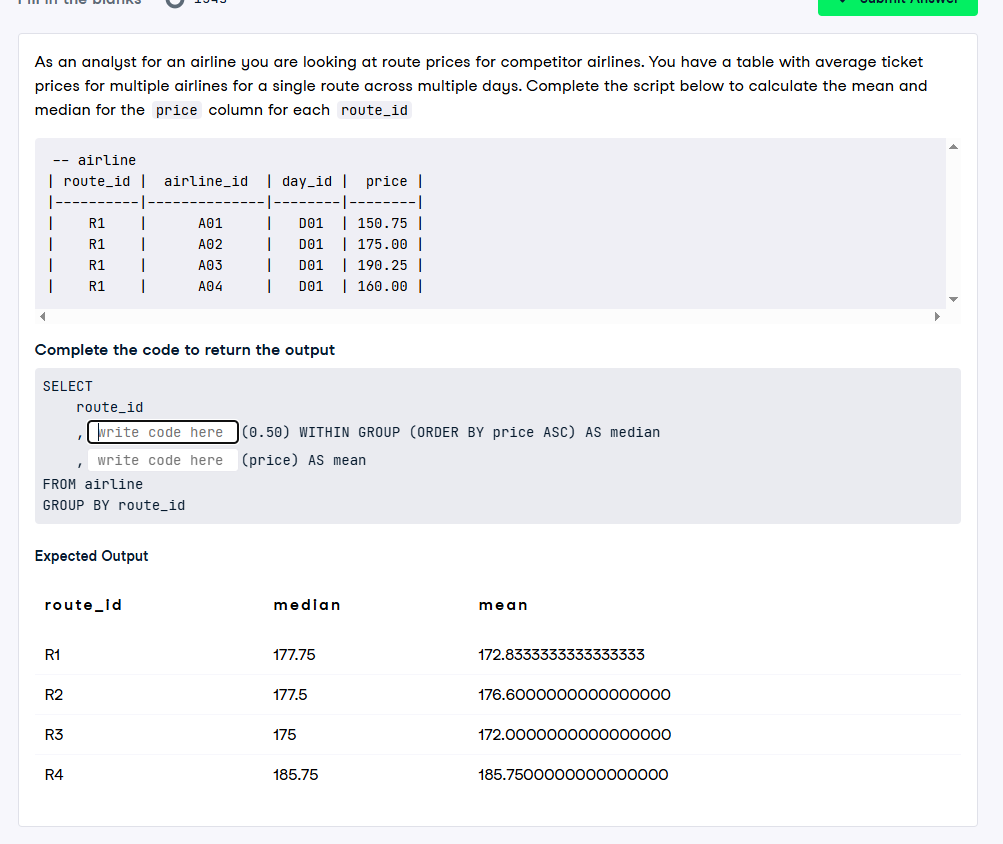 Fill in the blanks
Submit Answer
As an analyst for an airline you are looking at route prices for competitor airlines. You have a table with average ticket
prices for multiple airlines for a single route across multiple days. Complete the script below to calculate the mean and
median for the price column for each route_id
-- airline
| route_id | airline_id | day_id | price |
|----------|--------------|--------|--------|
| R1 | A01 | D01 | 150.75 |
| R1 | A02 | D01 | 175.00 |
| R1 | A03 | D01 | 190.25 |
| R1 | A04 | D01 | 160.00 |
Complete the code to return the output
SELECT
route_id
, write code here (0.50) WITHIN GROUP (ORDER BY price ASC) AS median
, write code here (price) AS mean
FROM airline
GROUP BY route_id
Expected Output
route_id median mean
R1 177.75 172.8333333333333333
R2 177.5 176.6000000000000000
R3 175 172.0000000000000000
R4 185.75 185.7500000000000000